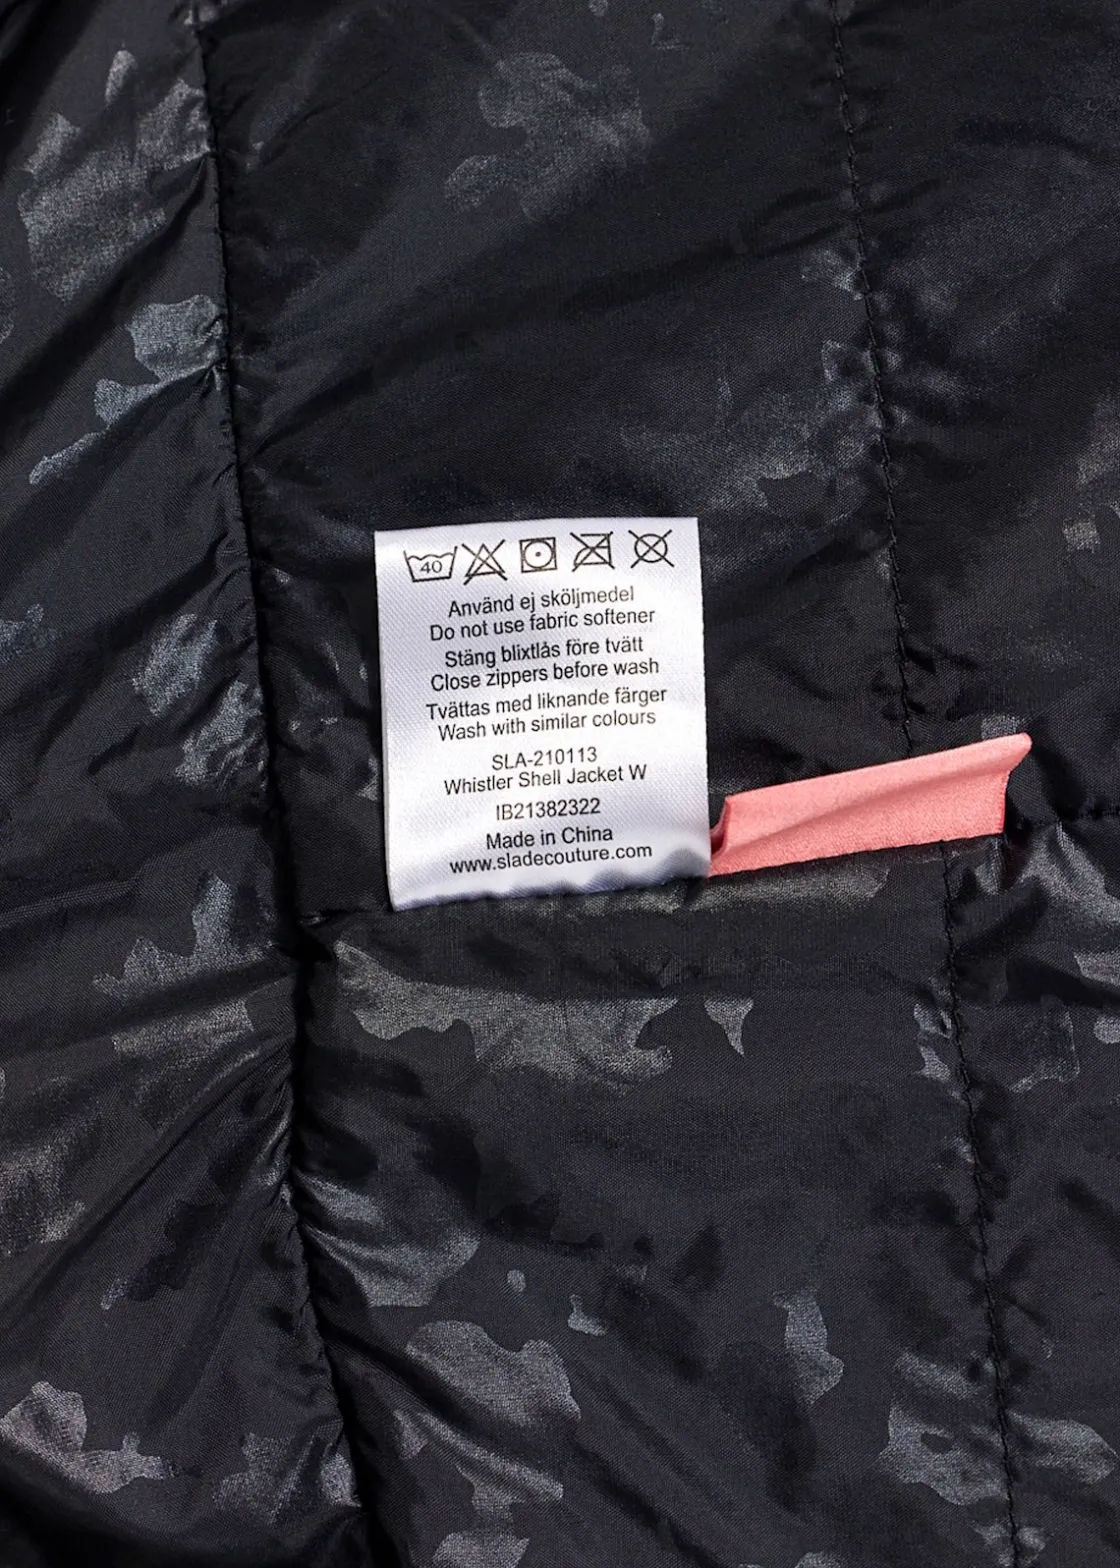 40
Använd ej sköljmedel
Do not use fabric softener
Stäng blixtlås före tvätt
Close zippers before wash
Tvättas med liknande färger
Wash with similar colours
SLA-210113
Whistler Shell Jacket W
IB21382322
Made in China
www.sladecouture.com